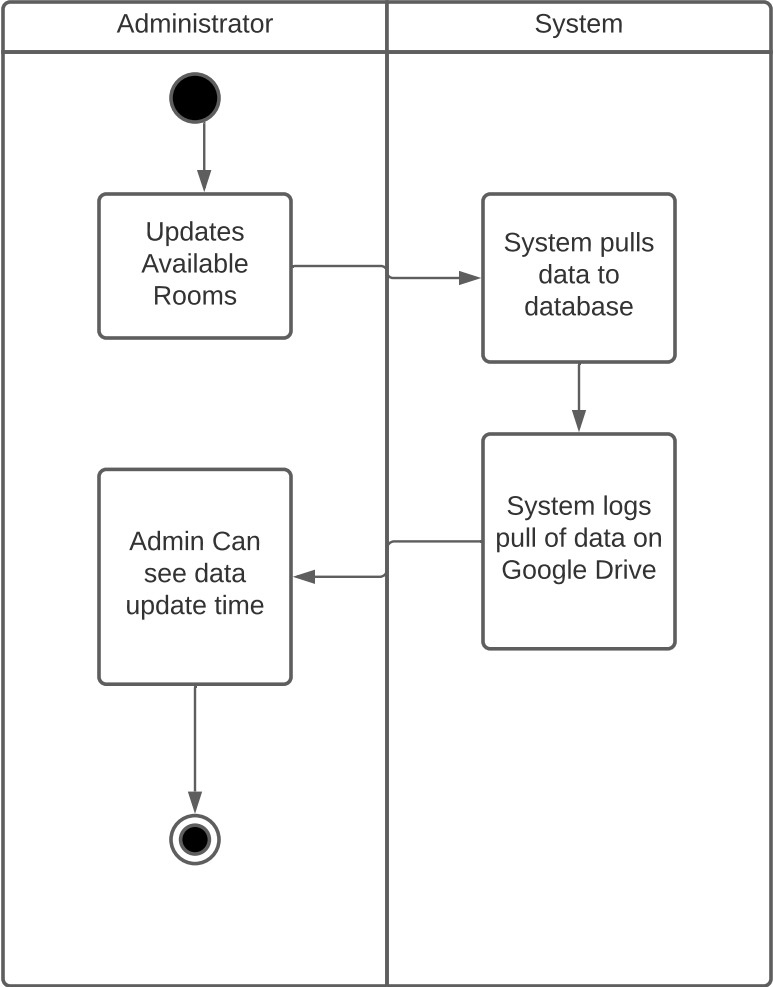 Administrator
System
Updates
Available
Rooms
System pulls
data to
database
System logs
pull of data on
Google Drive
Admin Can
see data
update time